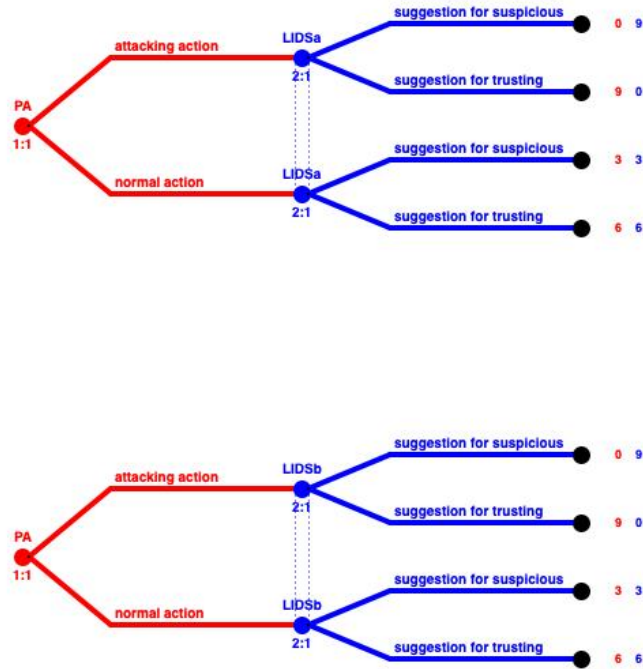 suggestion for suspicious 0 9
attacking action LIDSa
2:1
suggestion for trusting 9 0
PA
1:1
LIDSa suggestion for suspicious 3 3
normal action
2:1
suggestion for trusting 6 6
suggestion for suspicious 0 9
attacking action LIDSb
2:1
suggestion for trusting 9 0
PA
1:1
LIDSb suggestion for suspicious 3 3
normal action
2:1
suggestion for trusting 6 6